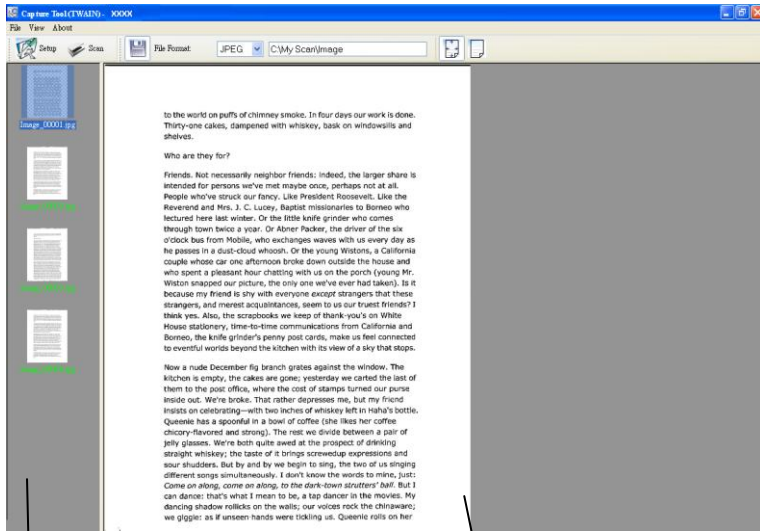 Capture Tool(TWAIN) - XXXX
File View About
Setup Scan File Format JPEG C:\My Scan\Image
Image_00001.jpg
to the world on puffs of chimney smoke. In four days our work is done.
Thirty-one cakes, dampened with whiskey, bask on windowsills and
shelves.
Who are they for?
Friends. Not necessarily neighbor friends: indeed, the larger share is
intended for persons we've met maybe once, perhaps not at all.
People who've struck our fancy. Like President Roosevelt. Like the
Reverend and Mrs. J. C. Lucey, Baptist missionaries to Borneo who
lectured here last winter. Or the little knife grinder who comes
through town twice a year. Or Abner Packer, the driver of the six
o'clock bus from Mobile, who exchanges waves with us every day as
he passes in a dust-cloud whoosh. Or the young Wistons, a California
couple whose car one afternoon broke down outside the house and
who spent a pleasant hour chatting with us on the porch (young Mr.
Wiston snapped our picture, the only one we've ever had taken). Is it
because my friend is shy with everyone except strangers that these
strangers, and merest acquaintances, seem to us our truest friends? I
think yes. Also, the scrapbooks we keep of thank-you's on White
House stationery, time-to-time communications from California and
Borneo, the knife grinder's penny post cards, make us feel connected
to eventful worlds beyond the kitchen with its view of a sky that stops.
Now a nude December fig branch grates against the window. The
kitchen is empty, the cakes are gone; yesterday we carted the last of
them to the post office, where the cost of stamps turned our purse
inside out. We're broke. That rather depresses me, but my friend
insists on celebrating—with two inches of whiskey left in Haha's bottle.
Queenie has a spoonful in a bowl of coffee (she likes her coffee
chicory-flavored and strong). The rest we divide between a pair of
jelly glasses. We're both quite awed at the prospect of drinking
straight whiskey; the taste of it brings screwedup expressions and
sour shudders. But by and by we begin to sing, the two of us singing
different songs simultaneously. I don't know the words to mine, just:
Come on along, come on along, to the dark-town strutters' ball. But I
can dance: that's what I mean to be, a tap dancer in the movies. My
dancing shadow rollicks on the walls; our voices rock the chinaware;
we giggle: as if unseen hands were tickling us. Queenie rolls on her